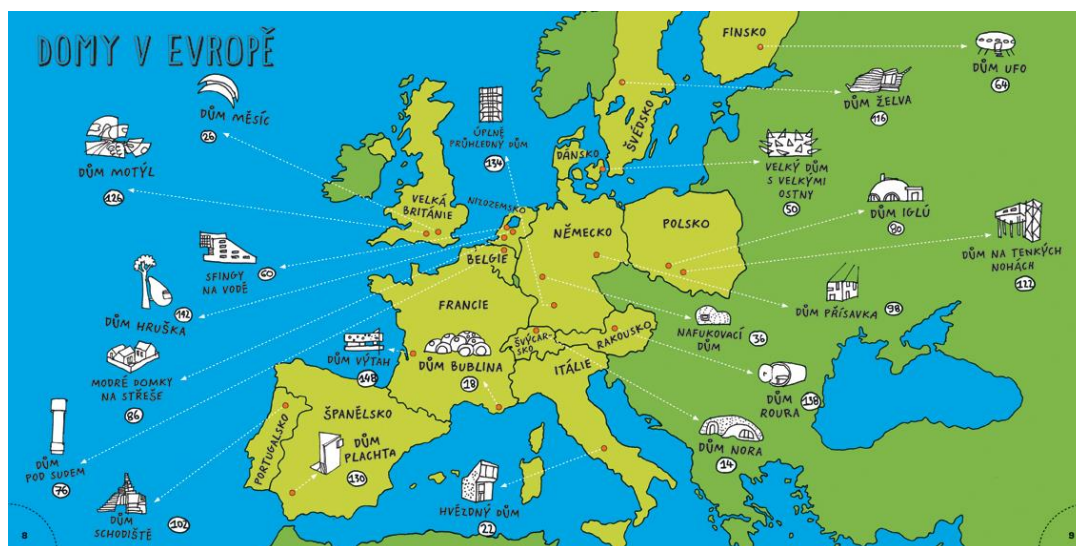 DOMY V EVROPĚ
DŮM MĚSÍC
26
DŮM MOTÝL
126
SFINGY
NA VODĚ
60
DŮM HRUŠKA
112
MODRÉ DOMKY
NA STŘEŠE
86
DŮM
POD SUDEM
76
DŮM
SCHODIŠTĚ
102
ÚPLNĚ
PRŮHLEDNÝ DŮM
134
VELKÁ
BRITÁNIE
NIZOZEMSKO
BELGIE
FRANCIE
DŮM VÝTAH
148
DŮM BUBLINA
18
ŠPANĚLSKO
PORTUGALSKO
DŮM
PLACHTA
130
HVĚZDNÝ DŮM
22
FINSKO
ŠVÉDSKO
DÁNSKO
NĚMECKO
POLSKO
ŠVÝCAR-
SKO
RAKOUSKO
ITÁLIE
DŮM UFO
64
DŮM ŽELVA
116
VELKÝ DŮM
S VELKÝMI
OSTNY
50
DŮM IGLÚ
80
DŮM NA TENKÝCH
NOHÁCH
122
DŮM PŘÍSAVKA
98
NAFUKOVACÍ
DŮM
36
DŮM
ROURA
138
DŮM NORA
14
8
9